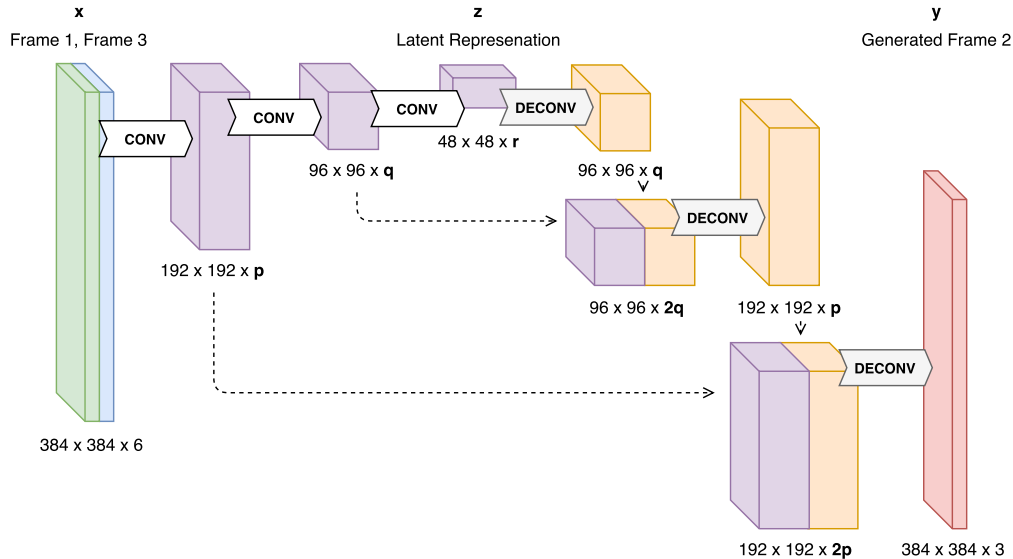 x
z
y
Frame 1, Frame 3
Latent Represenation
Generated Frame 2
CONV
CONV
CONV
DECONV
48 x 48 x r
96 x 96 x q
96 x 96 x q
DECONV
192 x 192 x p
96 x 96 x 2q
192 x 192 x p
DECONV
384 x 384 x 6
192 x 192 x 2p
384 x 384 x 3